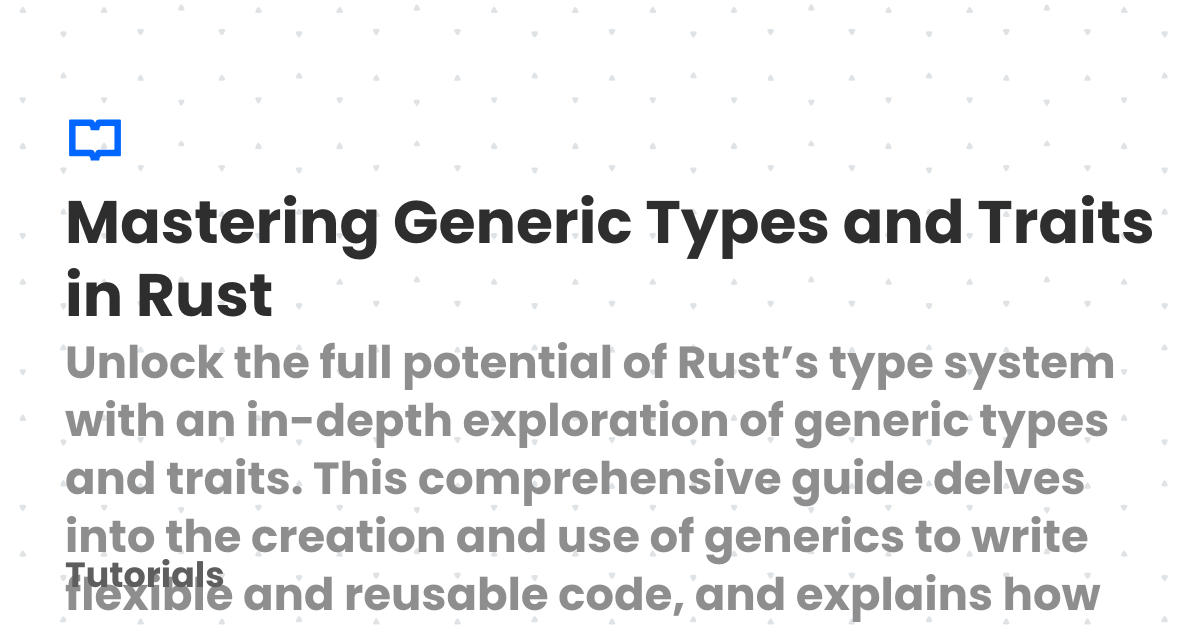 Mastering Generic Types and Traits
in Rust
Unlock the full potential of Rust’s type system
with an in-depth exploration of generic types
and traits. This comprehensive guide delves
into the creation and use of generics to write
Tutorials
flexible and reusable code, and explains how